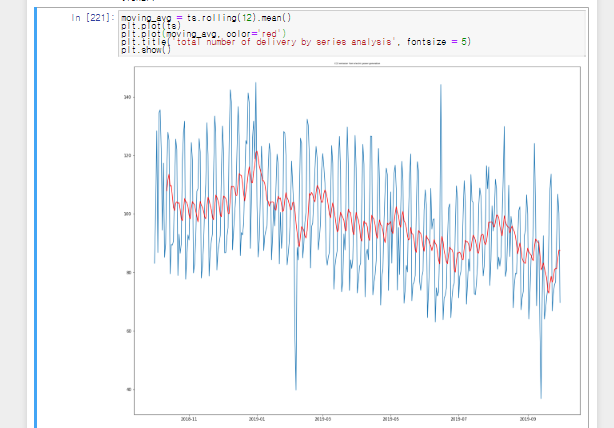 In [221]:
moving_avg = ts.rolling(12).mean()
plt.plot(ts)
plt.plot(moving_avg, color='red')
plt.title(' total number of delivery by series analysis', fontsize = 5)
plt.show()
140
120
100
80
60
40
2018-11
2019-01
2019-03
2019-05
2019-07
2019-09